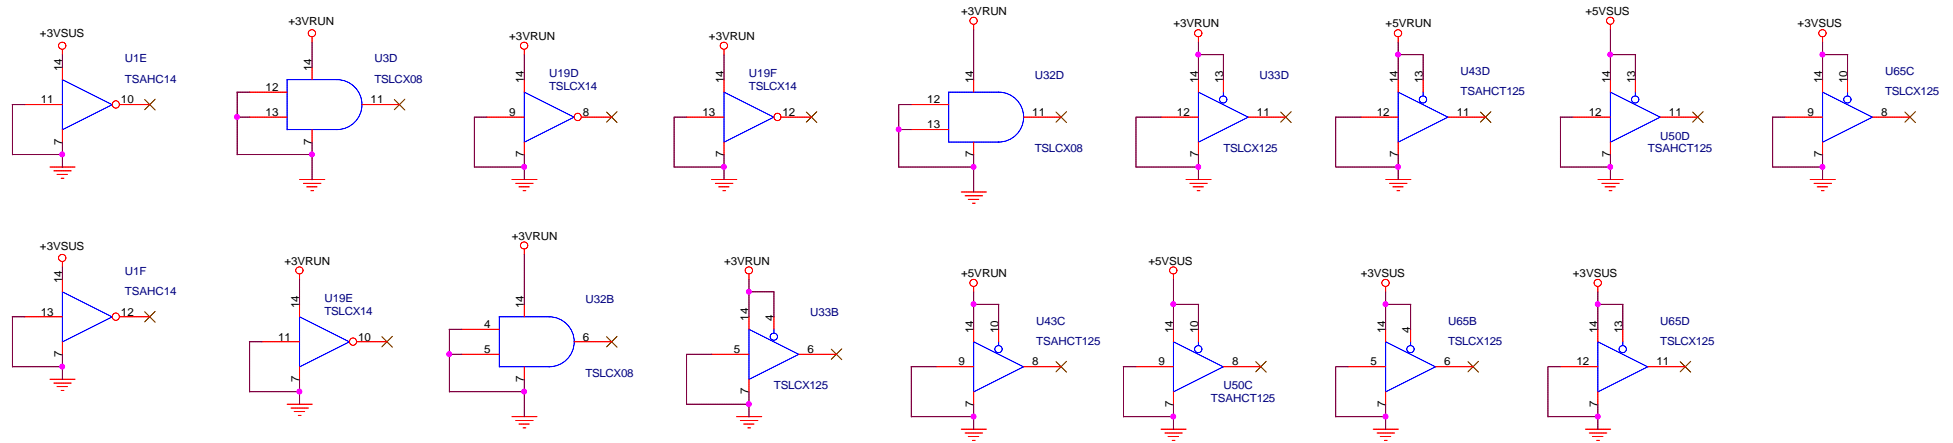 +3VSUS
U1E
TSAHC14
14
11
10
7
+3VRUN
U3D
TSLCX08
14
12
13
11
7
+3VRUN
U19D
TSLCX14
14
9
8
7
+3VRUN
U19F
TSLCX14
14
13
12
7
+3VRUN
U32D
14
12
13
11
7
TSLCX08
+3VRUN
U33D
14
13
12
11
7
TSLCX125
+5VRUN
U43D
TSAHCT125
14
13
12
11
7
+5VSUS
14
13
12
11
7
U50D
TSAHCT125
+3VSUS
U65C
TSLCX125
14
10
9
8
7
+3VSUS
U1F
TSAHC14
14
13
12
7
+3VRUN
U19E
TSLCX14
14
11
10
7
+3VRUN
U32B
14
4
5
6
7
TSLCX08
+3VRUN
U33B
14
4
5
6
7
TSLCX125
+5VRUN
U43C
TSAHCT125
14
10
9
8
7
+5VSUS
14
10
9
8
7
U50C
TSAHCT125
+3VSUS
U65B
TSLCX125
14
4
5
6
7
+3VSUS
U65D
TSLCX125
14
13
12
11
7